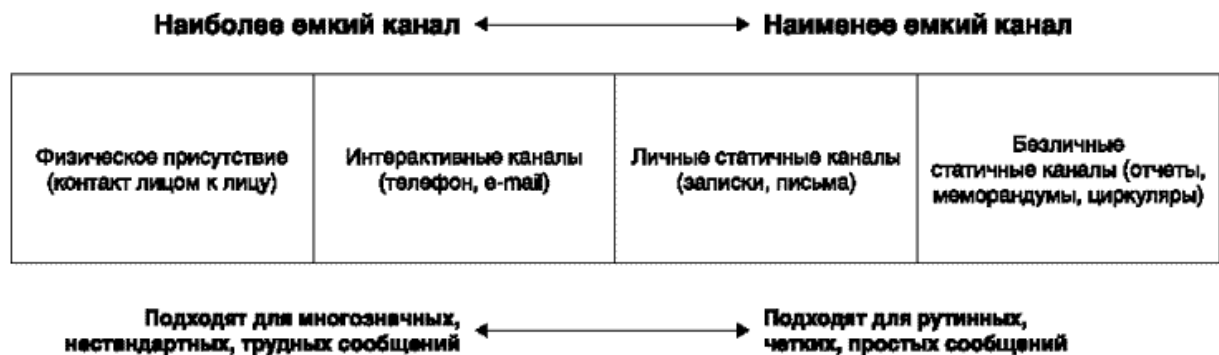 Наиболее емкий канал Наименее емкий канал
Физическое присутствие
(контакт лицом к лицу)
Интерактивные каналы
(телефон, e-mail)
Личные статичные каналы
(записки, письма)
Безличные
статичные каналы (отчеты,
меморандумы, циркуляры)
Подходят для многозначных,
нестандартных, трудных сообщений
Подходят для рутинных,
четких, простых сообщений